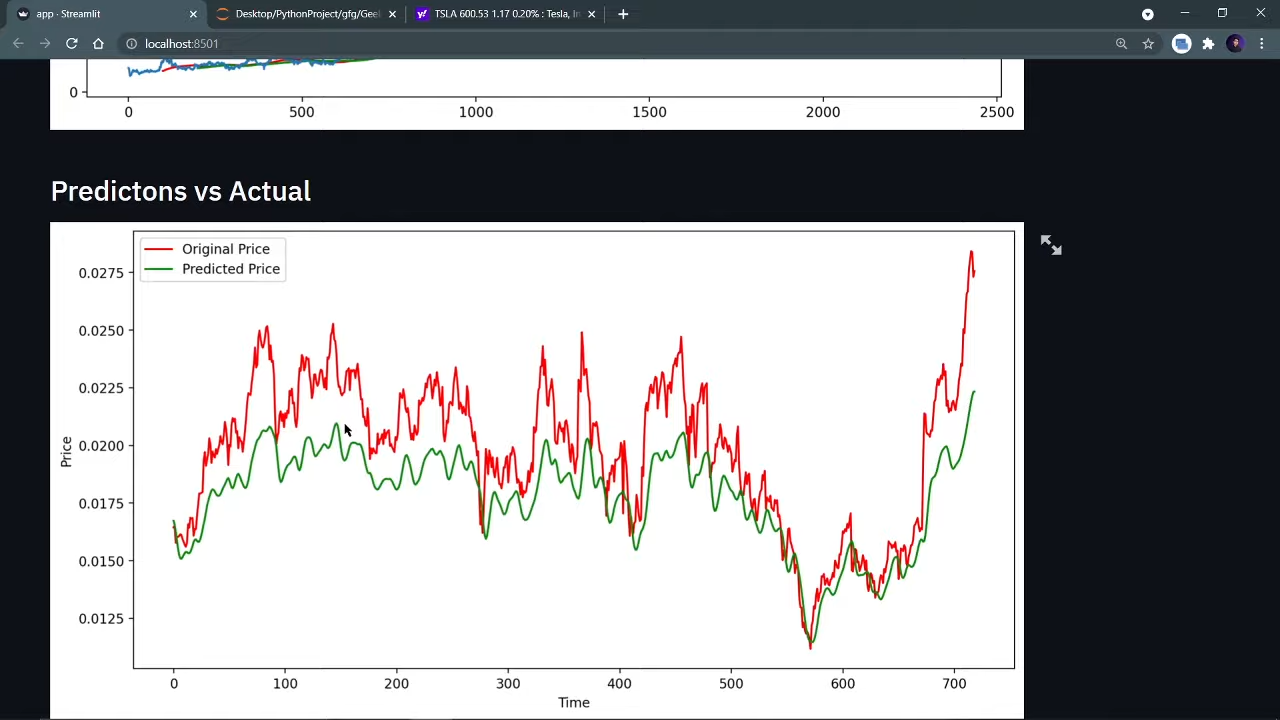 app · Streamlit
Desktop/PythonProject/gfg/Gee
TSLA 600.53 1.17 0.20% : Tesla, In
localhost:8501
0
0 500 1000 1500 2000 2500
Predictons vs Actual
Original Price
Predicted Price
0.0275
0.0250
0.0225
0.0200
0.0175
0.0150
0.0125
Price
0 100 200 300 400 500 600 700
Time